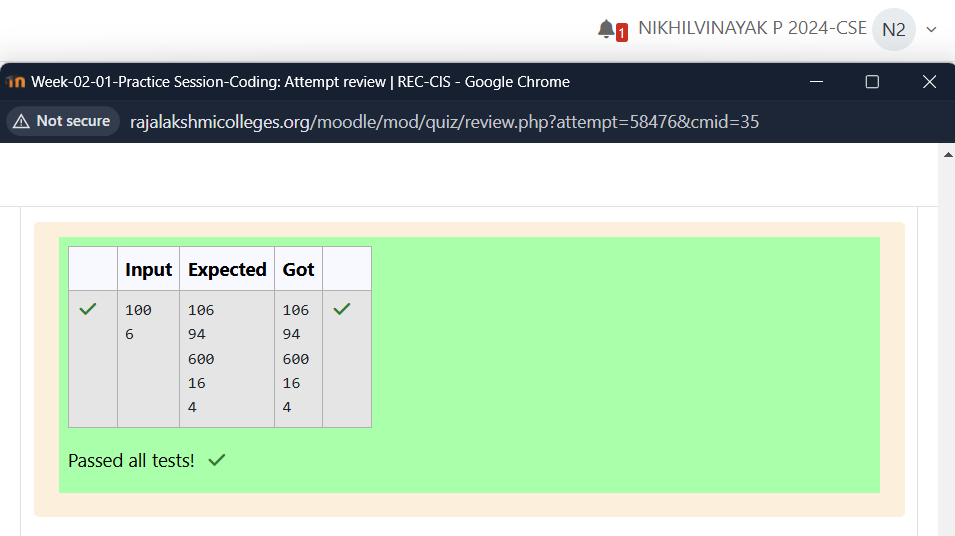 1 NIKHILVINAYAK P 2024-CSE N2
Week-02-01-Practice Session-Coding: Attempt review | REC-CIS - Google Chrome
Not secure rajalakshmicolleges.org/moodle/mod/quiz/review.php?attempt=58476&cmid=35
Input Expected Got
100 106 106
6 94 94
600 600
16 16
4 4
Passed all tests!